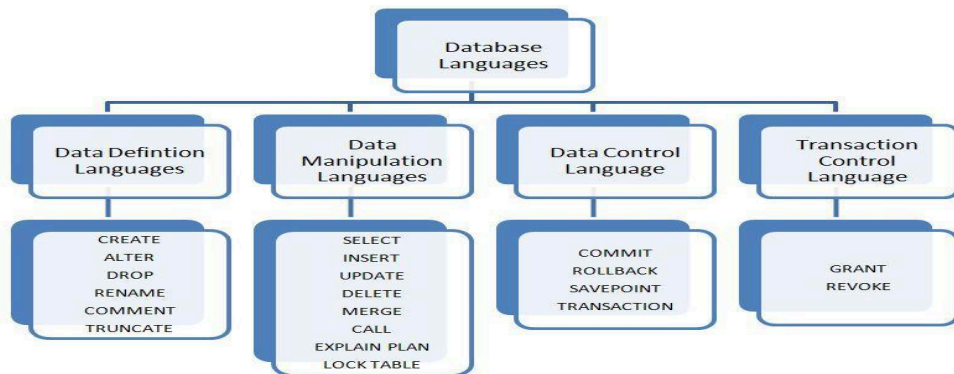 Database
Languages
Data Defintion
Languages
Data
Manipulation
Languages
Data Control
Language
Transaction
Control
Language
CREATE
ALTER
DROP
RENAME
COMMENT
TRUNCATE
SELECT
INSERT
UPDATE
DELETE
MERGE
CALL
EXPLAIN PLAN
LOCK TABLE
COMMIT
ROLLBACK
SAVEPOINT
TRANSACTION
GRANT
REVOKE